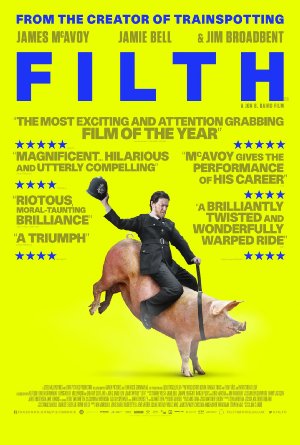 FROM THE CREATOR OF TRAINSPOTTING
JAMES McAVOY JAMIE BELL & JIM BROADBENT
FILTH
A JON S. BAIRD FILM
"THE MOST EXCITING AND ATTENTION GRABBING
FILM OF THE YEAR"
"MAGNIFICENT. HILARIOUS
AND UTTERLY COMPELLING"
"McAVOY GIVES THE
PERFORMANCE
OF HIS CAREER"
"RIOTOUS,
MORAL-TAUNTING
BRILLIANCE"
"A BRILLIANTLY
TWISTED AND
WONDERFULLY
WARPED RIDE"
"A TRIUMPH"